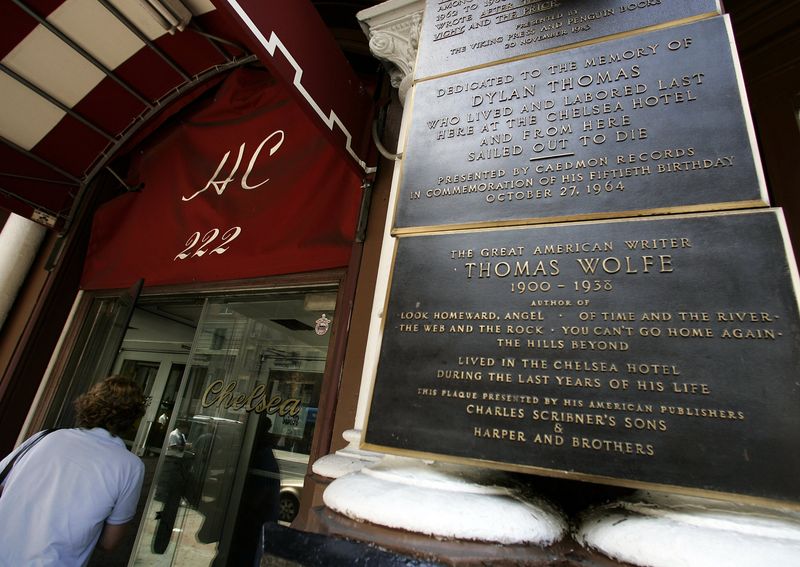 HC
222
Chelsea
1962 TO
WROTE AFTER THE
VICHY AND THE PRICE
PRESENTED BY
THE VIKING PRESS AND PENGUIN BOOKS
20 NOVEMBER
DEDICATED TO THE MEMORY OF
DYLAN THOMAS
WHO LIVED AND LABORED LAST
HERE AT THE CHELSEA HOTEL
AND FROM HERE
SAILED OUT TO DIE
PRESENTED BY CAEDMON RECORDS
IN COMMEMORATION OF HIS FIFTIETH BIRTHDAY
OCTOBER 27, 1964
THE GREAT AMERICAN WRITER
THOMAS WOLFE
1900 - 1938
AUTHOR OF
·LOOK HOMEWARD, ANGEL · OF TIME AND THE RIVER·
·THE WEB AND THE ROCK · YOU CAN'T GO HOME AGAIN·
THE HILLS BEYOND
LIVED IN THE CHELSEA HOTEL
DURING THE LAST YEARS OF HIS LIFE
THIS PLAQUE PRESENTED BY HIS AMERICAN PUBLISHERS
CHARLES SCRIBNER'S SONS
&
HARPER AND BROTHERS